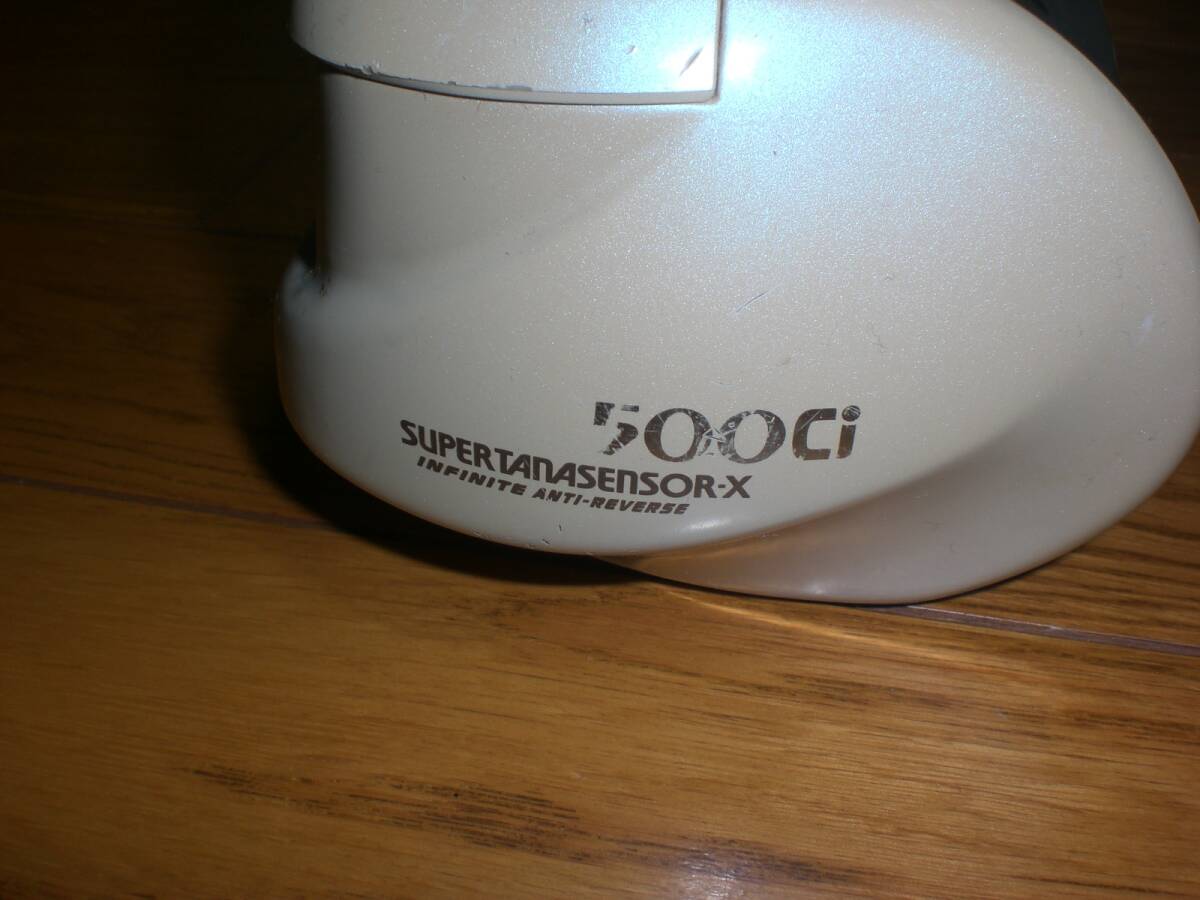 500Ci
SUPERTANASENSOR-X
INFINITE ANTI-REVERSE